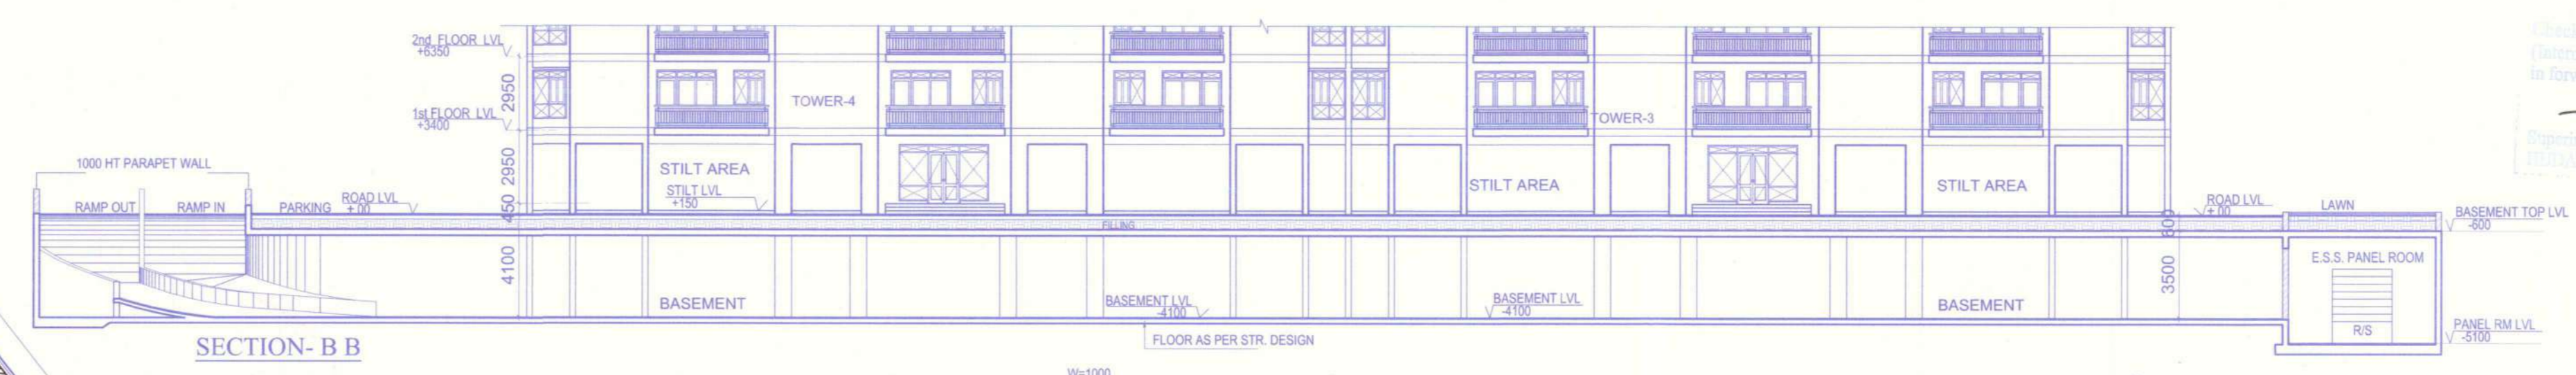 2nd FLOOR LVL
+6350
2950
TOWER-4
1st FLOOR LVL
+3400
TOWER-3
1000 HT PARAPET WALL
2950
STILT AREA
STILT LVL
+150
STILT AREA
STILT AREA
RAMP OUT
RAMP IN
PARKING
ROAD LVL
+ 00
450
ROAD LVL
+ 00
LAWN
BASEMENT TOP LVL
-600
FILLING
600
4100
E.S.S. PANEL ROOM
3500
BASEMENT
BASEMENT LVL
-4100
BASEMENT LVL
-4100
BASEMENT
R/S
PANEL RM LVL
-5100
FLOOR AS PER STR. DESIGN
SECTION- B B
W=1000